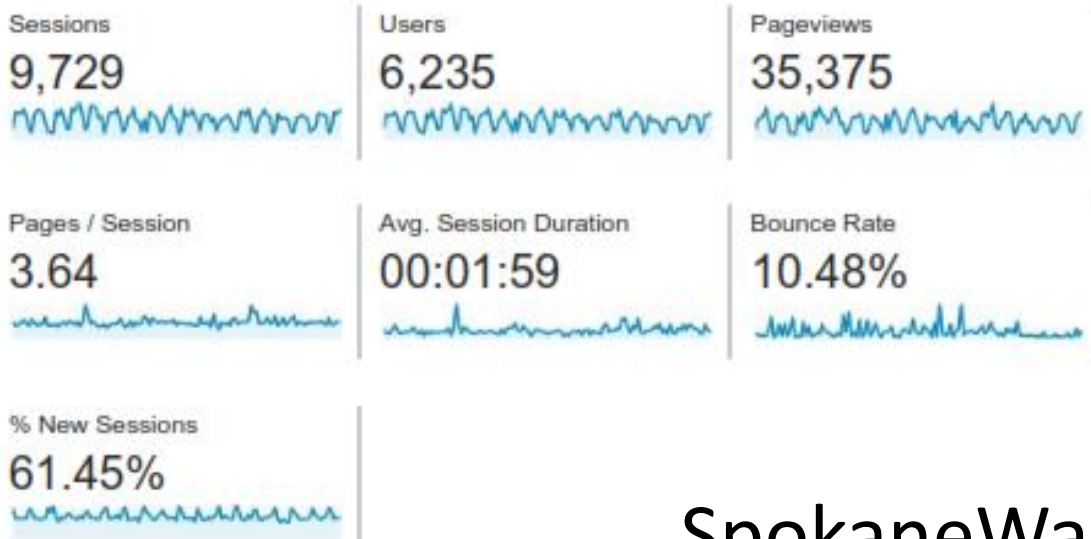 Sessions
9,729
Users
6,235
Pageviews
35,375
Pages / Session
3.64
Avg. Session Duration
00:01:59
Bounce Rate
10.48%
% New Sessions
61.45%
SpokaneWa